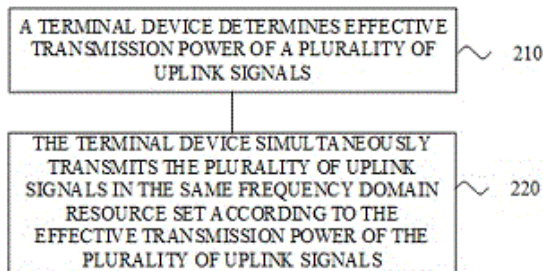 A TERMINAL DEVICE DETERMINES EFFECTIVE
TRANSMISSION POWER OF A PLURALITY OF
UPLINK SIGNALS
210
THE TERMINAL DEVICE SIMULTANEOUSLY
TRANSMITS THE PLURALITY OF UPLINK
SIGNALS IN THE SAME FREQUENCY DOMAIN
RESOURCE SET ACCORDING TO THE
EFFECTIVE TRANSMISSION POWER OF THE
PLURALITY OF UPLINK SIGNALS
220